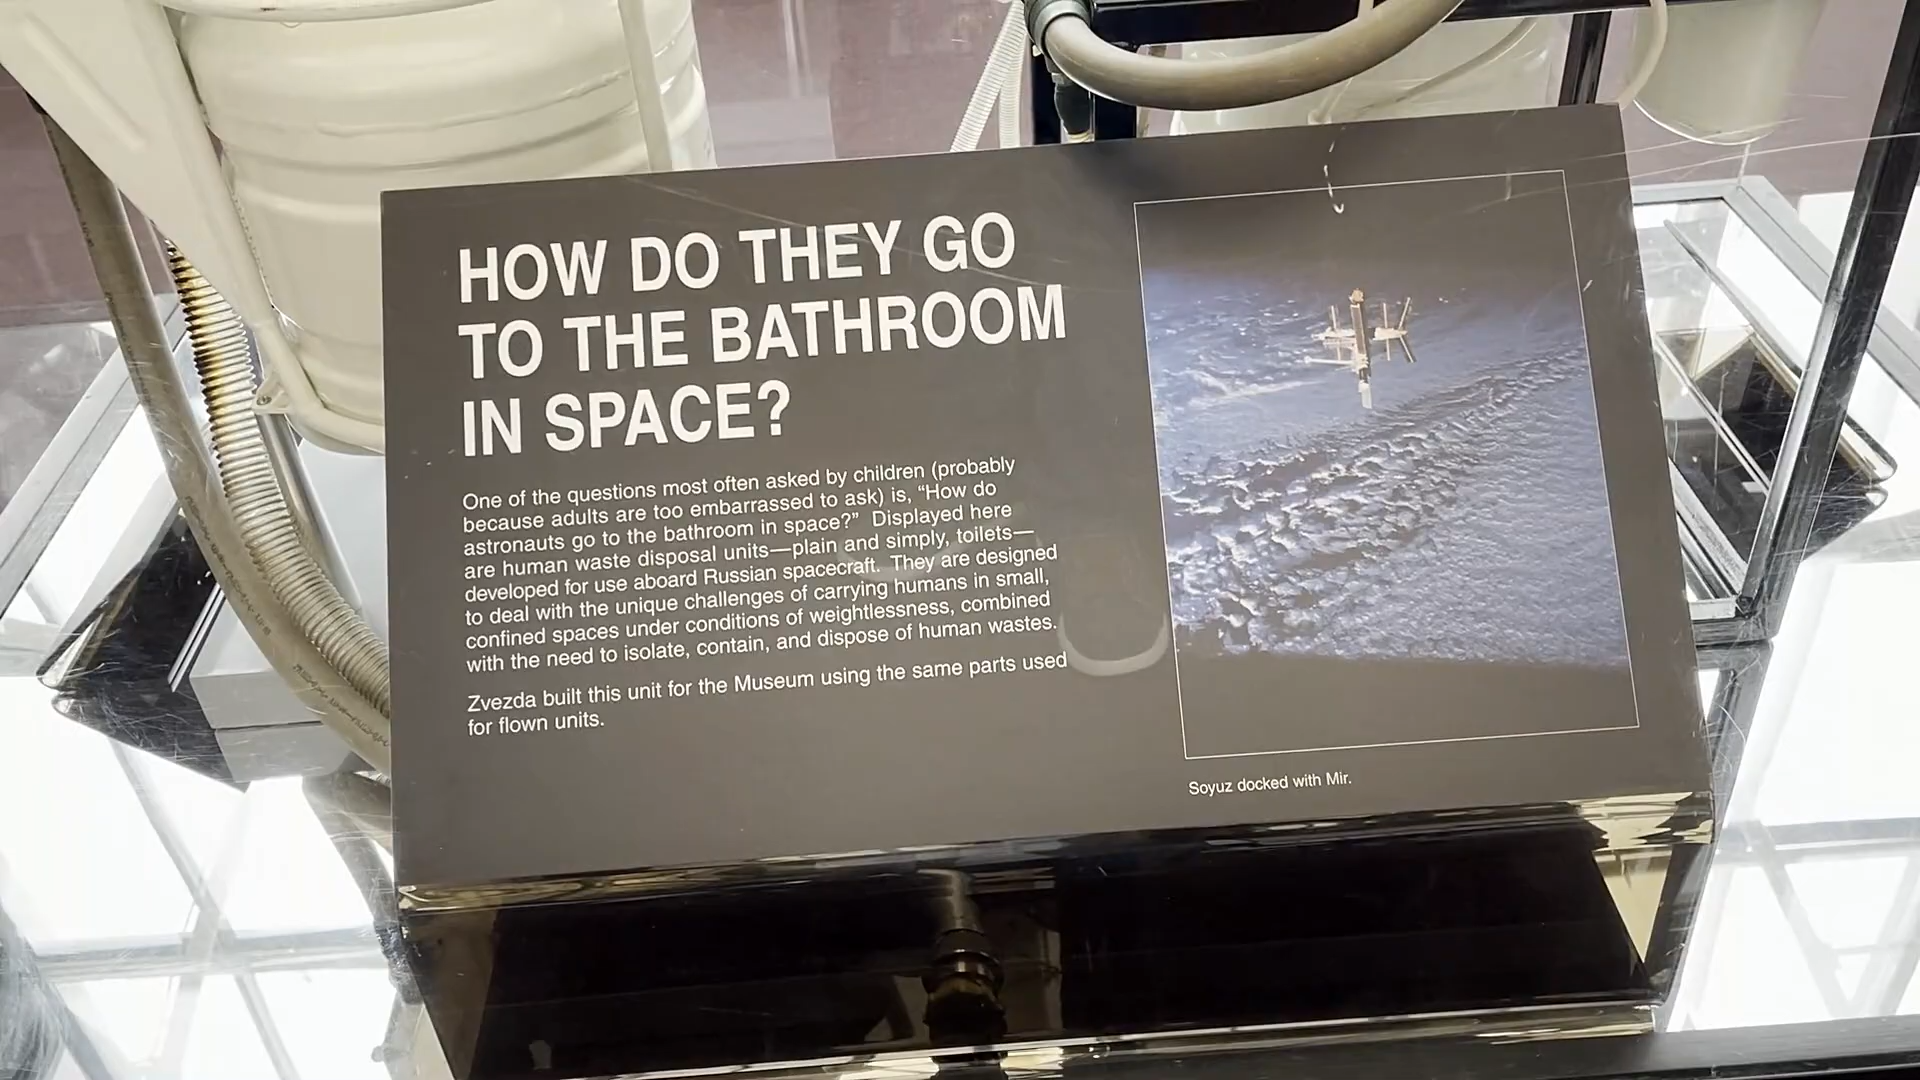 HOW DO THEY GO
TO THE BATHROOM
IN SPACE?
One of the questions most often asked by children (probably
because adults are too embarrassed to ask) is, “How do
astronauts go to the bathroom in space?” Displayed here
are human waste disposal units—plain and simply, toilets—
developed for use aboard Russian spacecraft. They are designed
to deal with the unique challenges of carrying humans in small,
confined spaces under conditions of weightlessness, combined
with the need to isolate, contain, and dispose of human wastes.
Zvezda built this unit for the Museum using the same parts used
for flown units.
Soyuz docked with Mir.